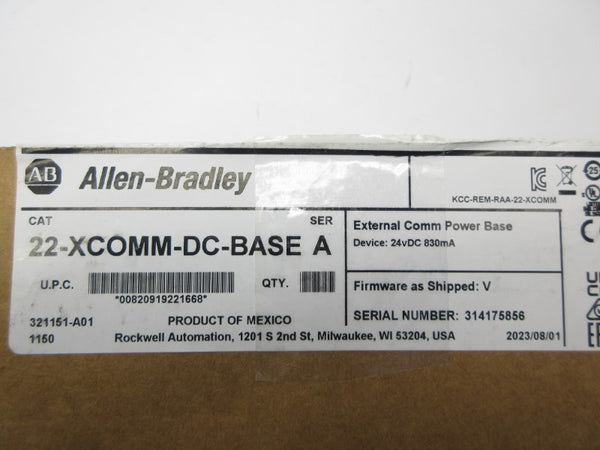 AB Allen-Bradley
KCC-REM-RAA-22-XCOMM
25
CAT SER
22-XCOMM-DC-BASE A
External Comm Power Base
Device: 24vDC 830mA
U.P.C. QTY.
*00820919221668*
Firmware as Shipped: V
321151-A01 PRODUCT OF MEXICO
SERIAL NUMBER: 314175856
1150 Rockwell Automation, 1201 S 2nd St, Milwaukee, WI 53204, USA 2023/08/01